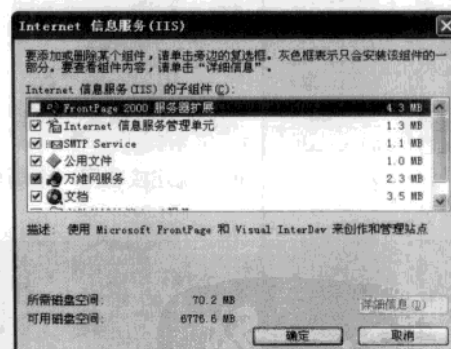 Internet 信息服务(IIS)
要添加或删除某个组件，请单击旁边的复选框。灰色框表示只会安装该组件的一
部分。要查看组件内容，请单击“详细信息”。
Internet 信息服务(IIS) 的子组件(C):
FrontPage 2000 服务器扩展 4.3 MB
Internet 信息服务管理单元 1.3 MB
SMTP Service 1.1 MB
公用文件 1.0 MB
万维网服务 2.3 MB
文档 3.5 MB
描述: 使用 Microsoft FrontPage 和 Visual InterDev 来创作和管理站点
所需磁盘空间: 70.2 MB
详细信息(D)
可用磁盘空间: 6776.6 MB
确定 取消